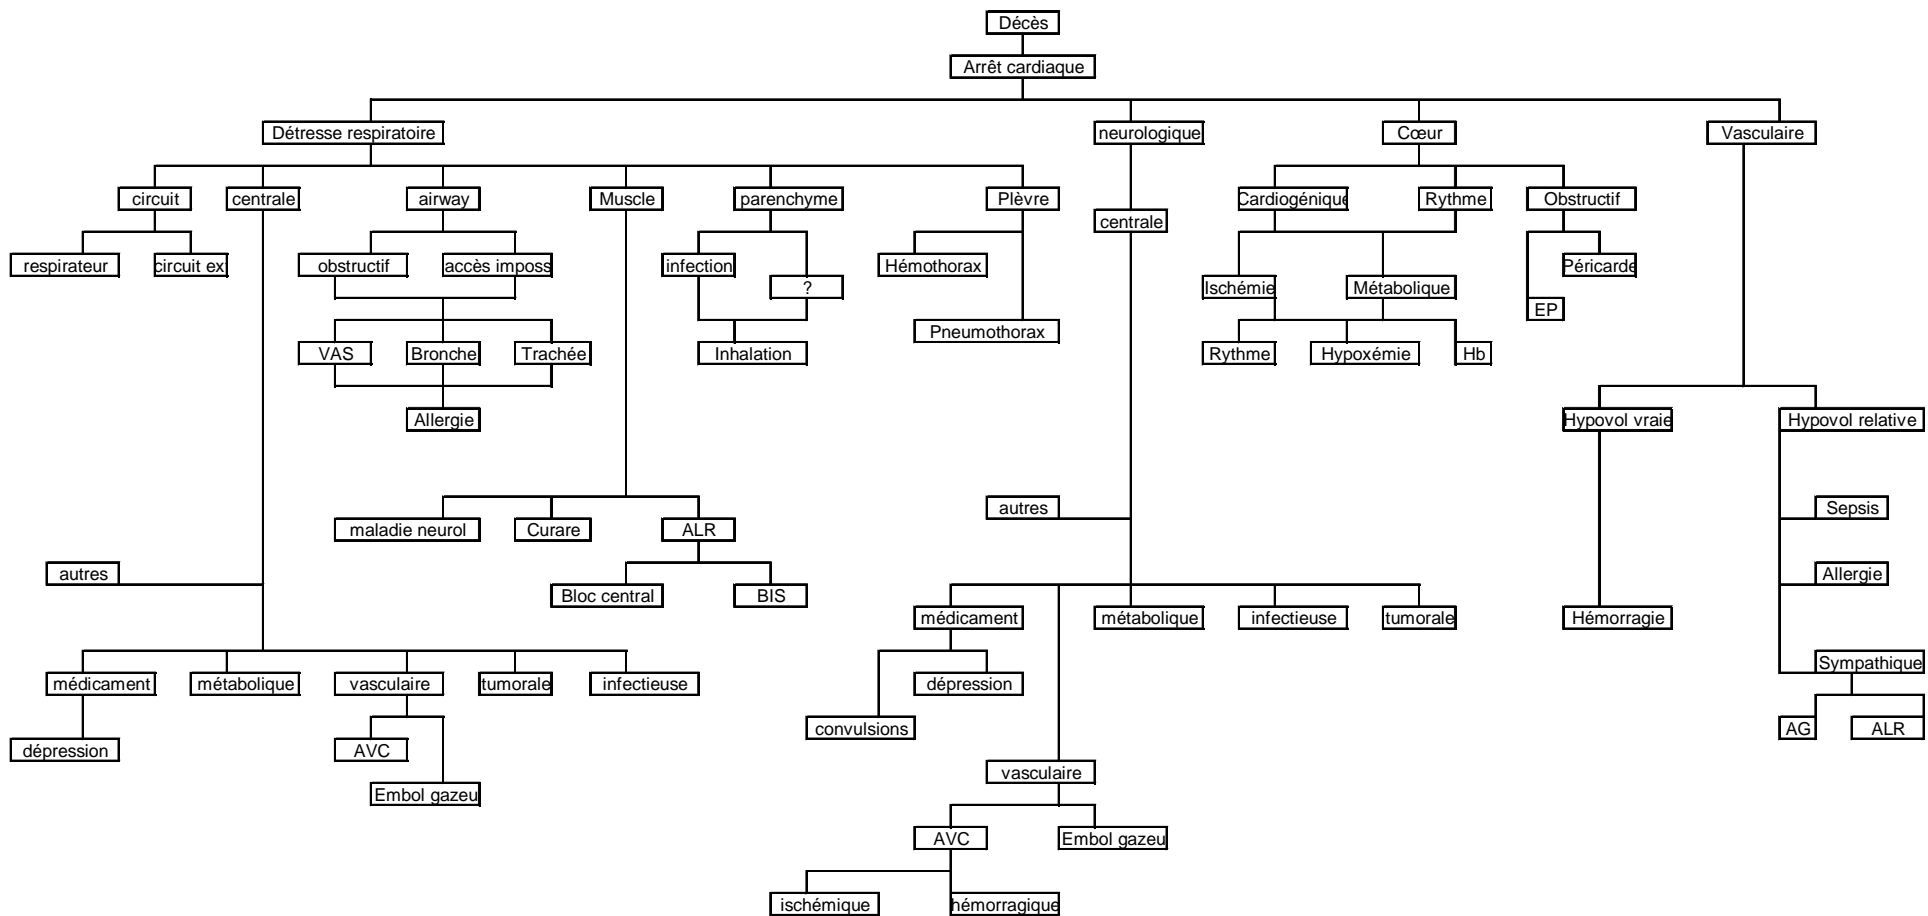 Décès
Arrêt cardiaque
Détresse respiratoire
neurologique
Cœur
Vasculaire
circuit
centrale
airway
Muscle
parenchyme
Plèvre
centrale
Cardiogénique
Rythme
Obstructif
respirateur
circuit ex
obstructif
accès imposs
infection
?
Hémothorax
Péricarde
Ischémie
Métabolique
EP
Pneumothorax
VAS
Bronche
Trachée
Inhalation
Rythme
Hypoxémie
Hb
Allergie
Hypovol vraie
Hypovol relative
autres
Sepsis
maladie neurol
Curare
ALR
autres
Allergie
Bloc central
BIS
médicament
métabolique
infectieuse
tumorale
Hémorragie
Sympathique
médicament
métabolique
vasculaire
tumorale
infectieuse
dépression
convulsions
AG
ALR
dépression
AVC
vasculaire
Embol gazeu
AVC
Embol gazeu
ischémique
hémorragique